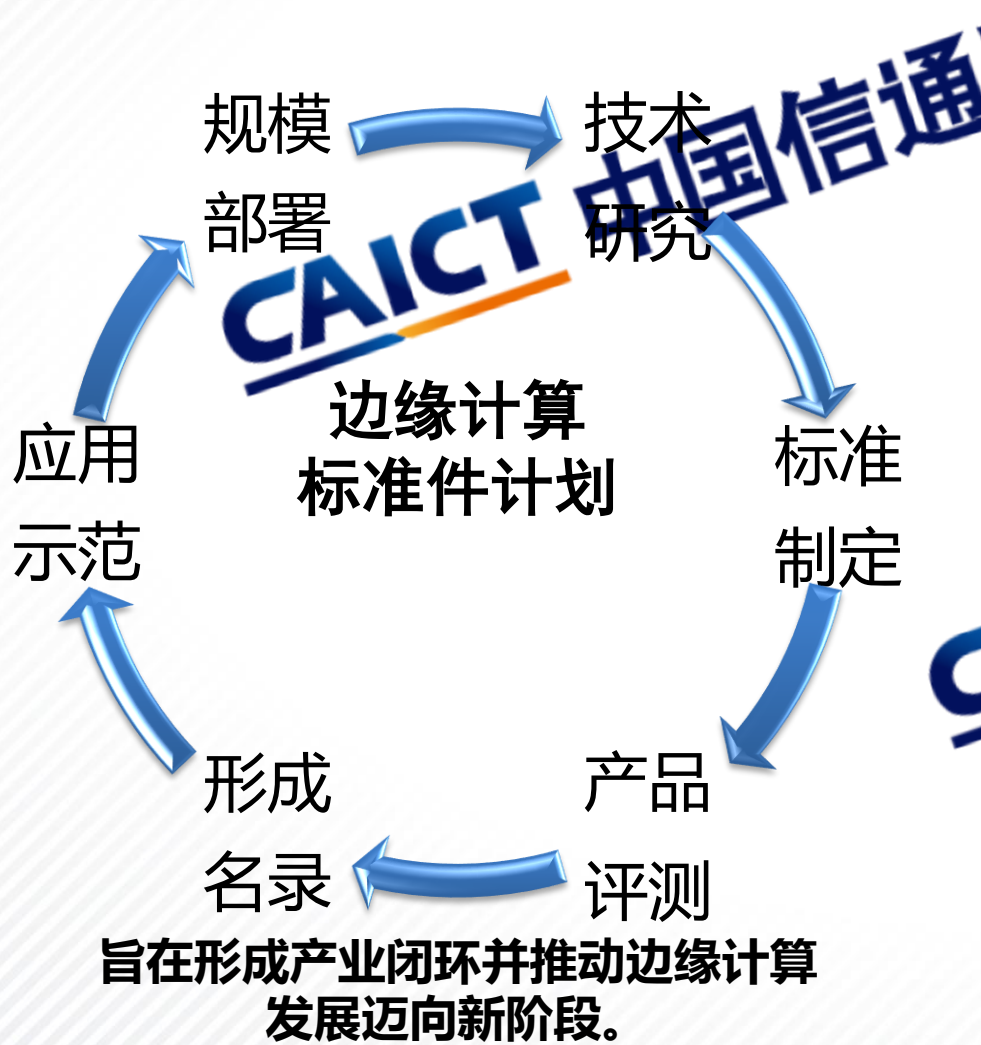 规模
部署
技术
研究
中国信通
CAICT
边缘计算
标准件计划
应用
示范
标准
制定
形成
名录
产品
评测
旨在形成产业闭环并推动边缘计算
发展迈向新阶段。